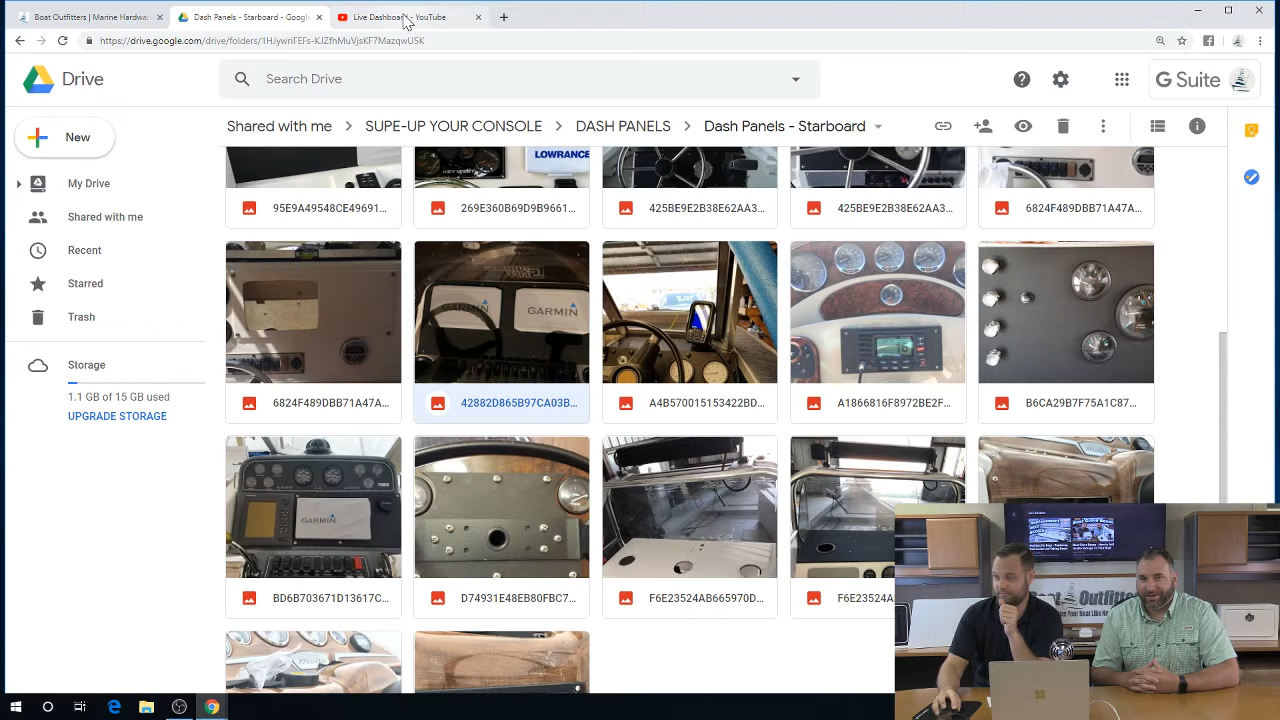 Boat Outfitters | Marine Hardwa
Dash Panels - Starboard - Googl
Live Dashboard - YouTube
https://drive.google.com/drive/folders/1HJywriFEFs-KJZfhMuVjsKF7MazqwU5K
Drive
Search Drive
G Suite
New
Shared with me
SUPE-UP YOUR CONSOLE
DASH PANELS
Dash Panels - Starboard
My Drive
Shared with me
Recent
Starred
Trash
Storage
1.1 GB of 15 GB used
UPGRADE STORAGE
LOWRANCE
95E9A49548CE49691...
269E360B69D9B9661...
425BE9E2B38E62AA3...
425BE9E2B38E62AA3...
6824F489DBB71A47A...
GARMIN
GARMIN
6824F489DBB71A47A...
42882D865B97CA03B...
A4B570015153422BD...
A1866816F8972BE2F...
B6CA29B7F75A1C87...
GARMIN
D74931E48EB80FBC7...
F6E23524AB665970D...
F6E23524A
Boat Outfitters